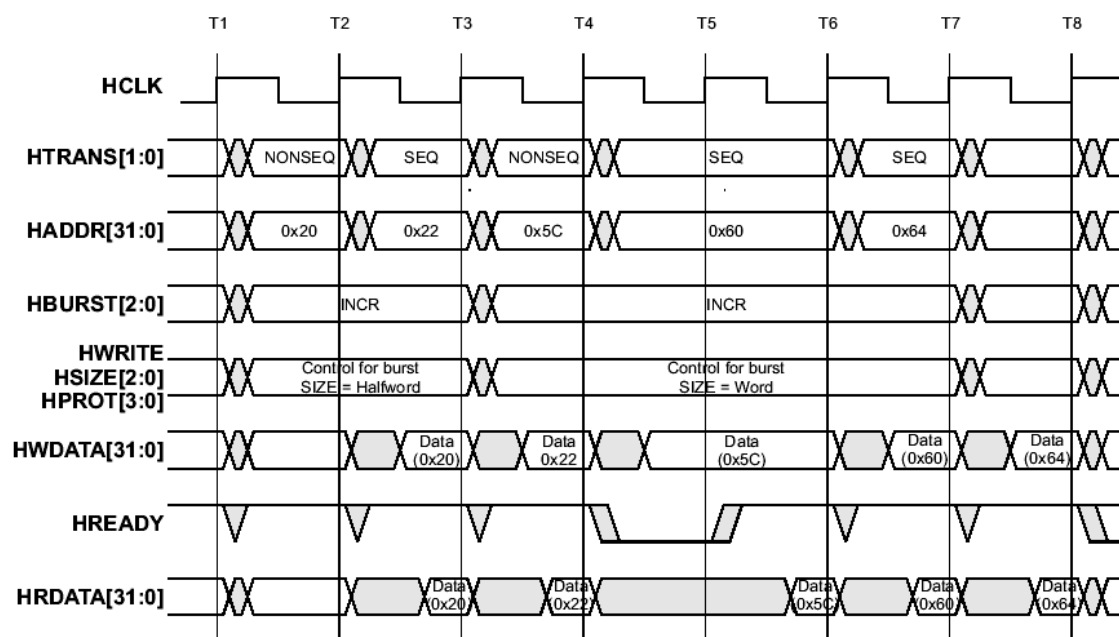 T1 T2 T3 T4 T5 T6 T7 T8
HCLK
HTRANS[1:0] NONSEQ SEQ NONSEQ SEQ SEQ
HADDR[31:0] 0x20 0x22 0x5C 0x60 0x64
HBURST[2:0] INCR INCR
HWRITE
HSIZE[2:0]
HPROT[3:0]
Control for burst
SIZE = Halfword
Control for burst
SIZE = Word
HWDATA[31:0]
Data
(0x20)
Data
0x22
Data
(0x5C)
Data
(0x60)
Data
(0x64)
HREADY
HRDATA[31:0]
Data
(0x20)
Data
(0x22)
Data
(0x5C)
Data
(0x60)
Data
(0x64)